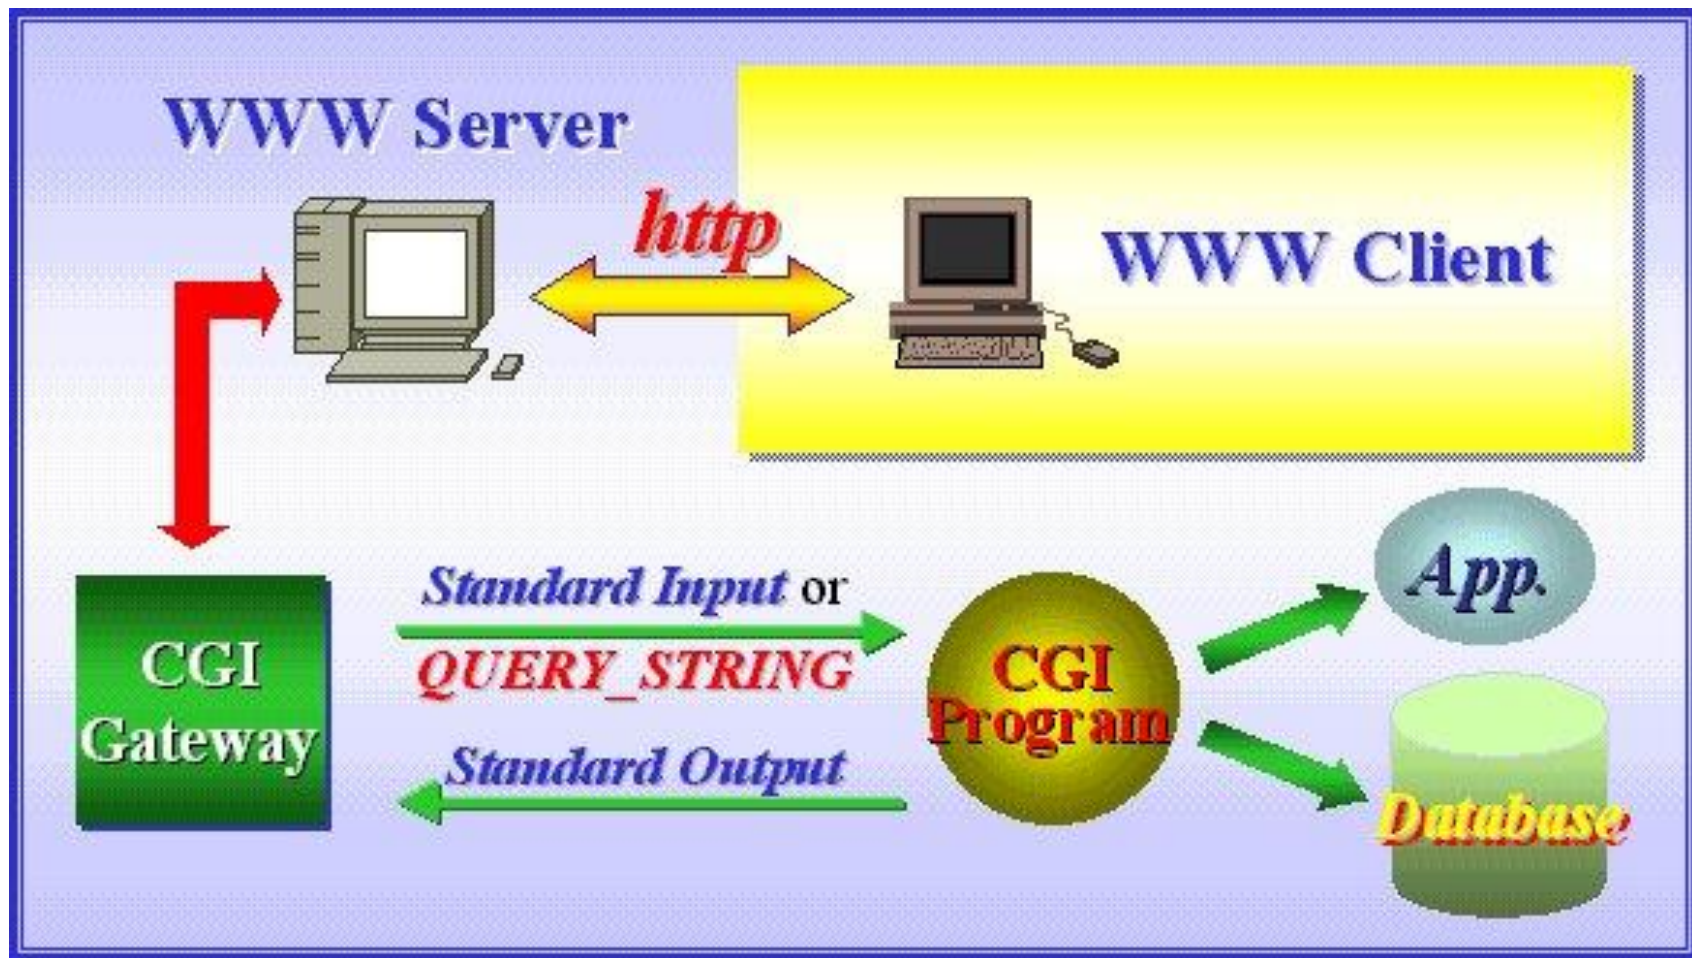 WWW Server
http
WWW Client
Standard Input or
QUERY_STRING
Standard Output
CGI
Gateway
CGI
Program
App.
Database